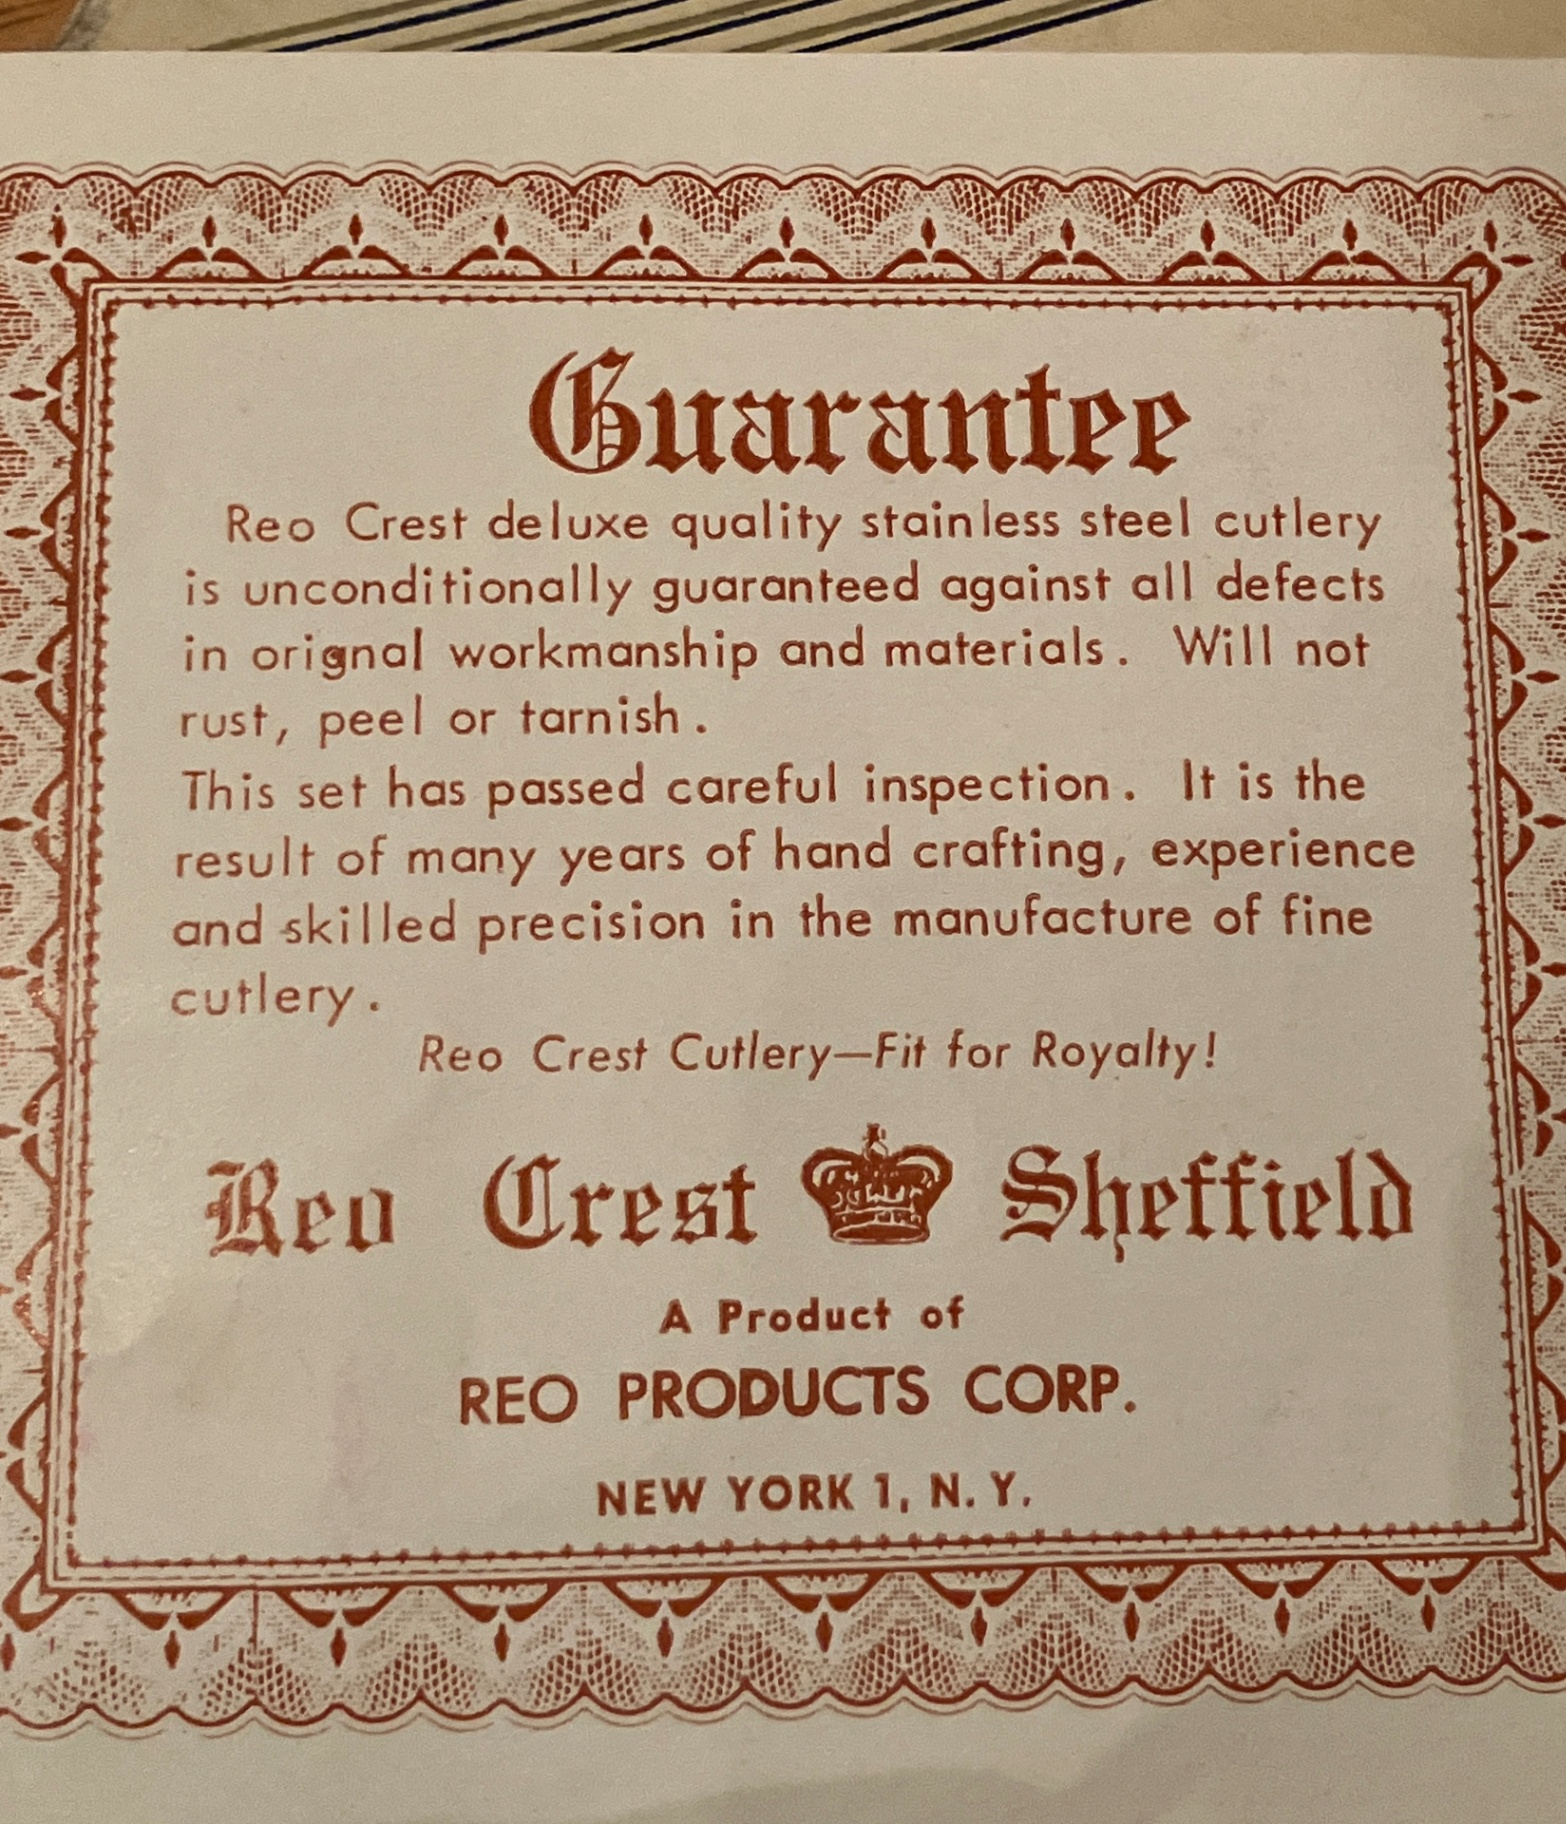 Guarantee
Reo Crest deluxe quality stainless steel cutlery
is unconditionally guaranteed against all defects
in orignal workmanship and materials. Will not
rust, peel or tarnish.
This set has passed careful inspection. It is the
result of many years of hand crafting, experience
and skilled precision in the manufacture of fine
cutlery.
Reo Crest Cutlery—Fit for Royalty!
Reo Crest Sheffield
A Product of
REO PRODUCTS CORP.
NEW YORK 1, N. Y.